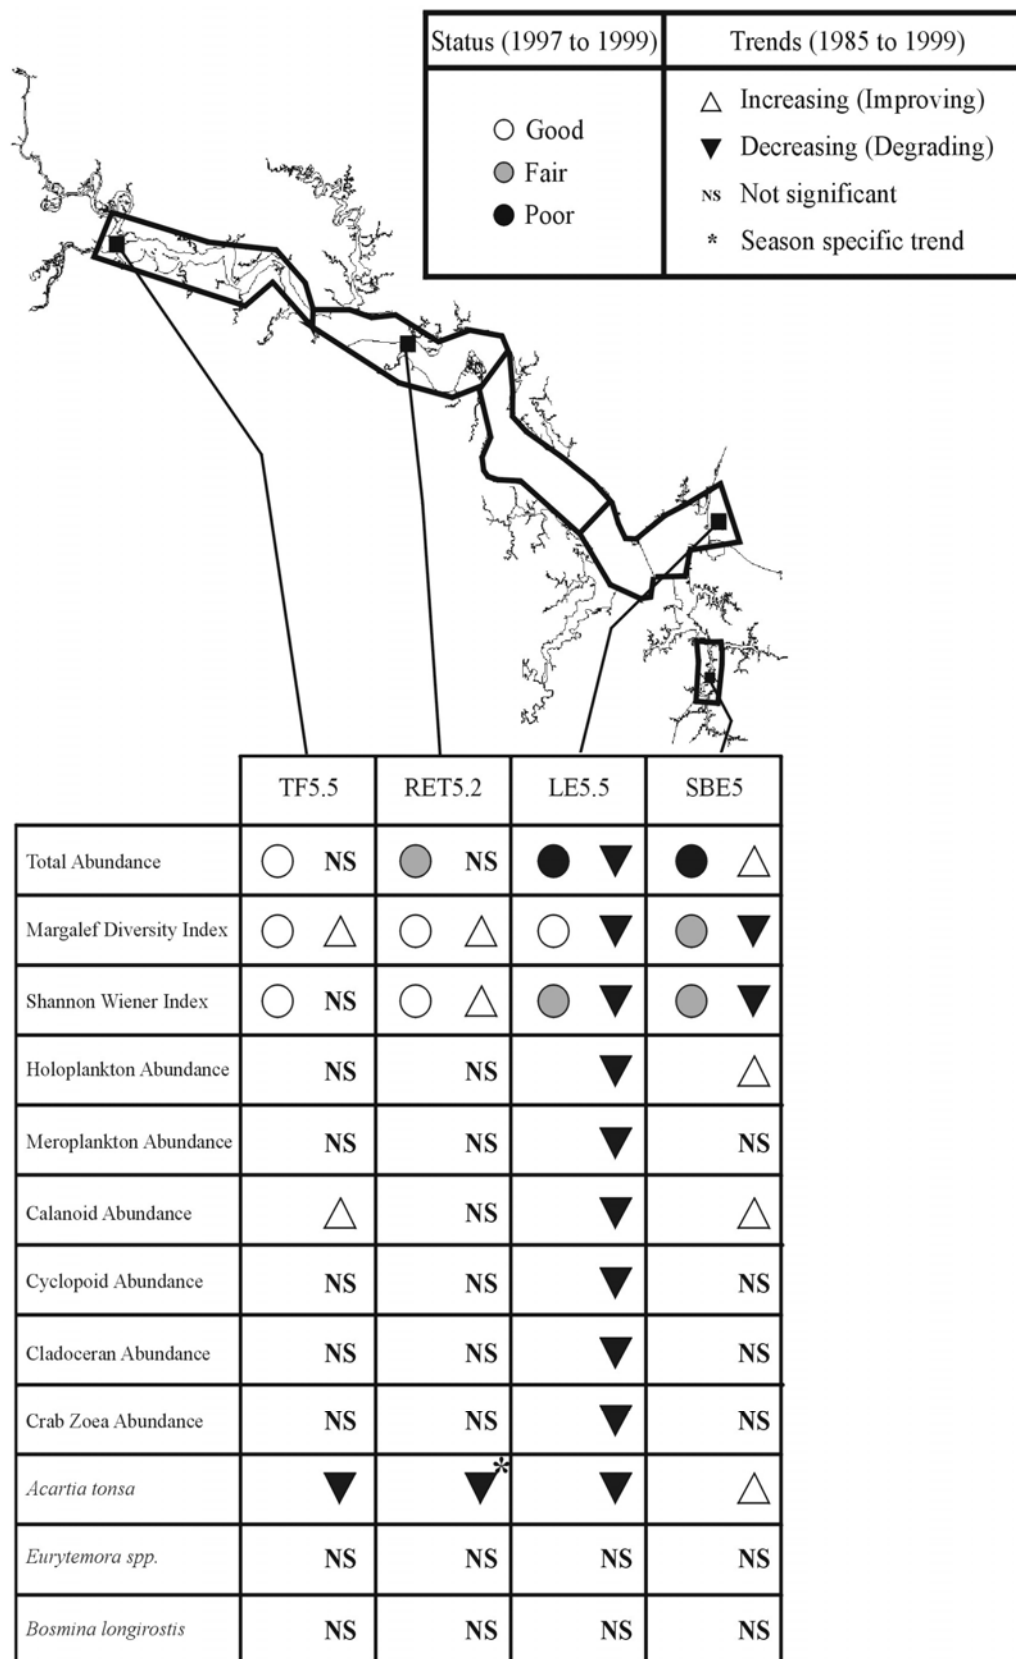 Status (1997 to 1999) Trends (1985 to 1999)
Good
Fair
Poor
Increasing (Improving)
Decreasing (Degrading)
NS Not significant
* Season specific trend
TF5.5 RET5.2 LE5.5 SBE5
Total Abundance NS NS
Margalef Diversity Index
Shannon Wiener Index NS
Holoplankton Abundance NS NS
Meroplankton Abundance NS NS NS
Calanoid Abundance NS
Cyclopoid Abundance NS NS NS
Cladoceran Abundance NS NS NS
Crab Zoea Abundance NS NS NS
Acartia tonsa *
Eurytemora spp. NS NS NS NS
Bosmina longirostis NS NS NS NS